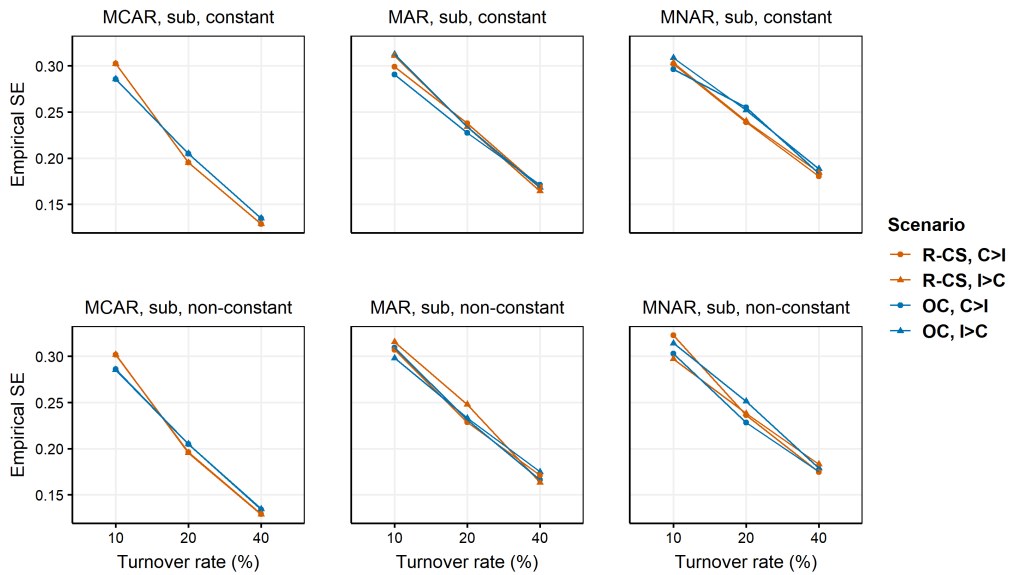 MCAR, sub, constant
MAR, sub, constant
MNAR, sub, constant
Empirical SE
0.30
0.25
0.20
0.15
Scenario
R-CS, C>I
R-CS, I>C
OC, C>I
OC, I>C
MCAR, sub, non-constant
MAR, sub, non-constant
MNAR, sub, non-constant
Empirical SE
0.30
0.25
0.20
0.15
10 20 40
10 20 40
10 20 40
Turnover rate (%)
Turnover rate (%)
Turnover rate (%)